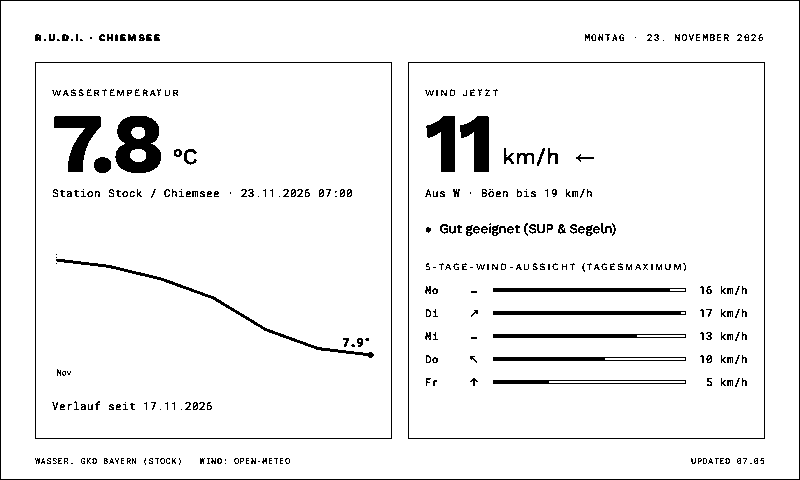 R.U.D.I. · CHIEMSEE
MONTAG · 23. NOVEMBER 2026
WASSERTEMPERATUR
7.8 °C
Station Stock / Chiemsee · 23.11.2026 07:00
7.9°
Nov
Verlauf seit 17.11.2026
WIND JETZT
11 km/h ←
Aus W · Böen bis 19 km/h
• Gut geeignet (SUP & Segeln)
5-TAGE-WIND-AUSSICHT (TAGESMAXIMUM)
Mo – 16 km/h
Di ↗ 17 km/h
Mi – 13 km/h
Do ↖ 10 km/h
Fr ↑ 5 km/h
WASSER: GKD BAYERN (STOCK) WIND: OPEN-METEO
UPDATED 07:05